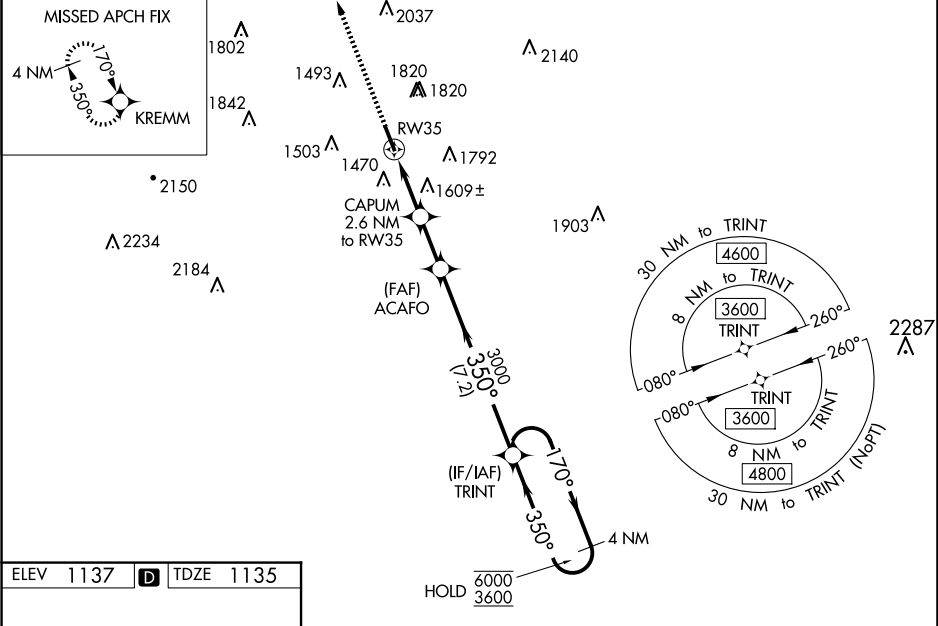 MISSED APCH FIX
4 NM
170°
350°
KREMM
1802
1842
2037
2140
1493
1820
1820
RW35
1503
1470
1792
1609±
2150
CAPUM
2.6 NM
to RW35
1903
2234
2184
(FAF)
ACAFO
3000
350°
(7.2)
(IF/IAF)
TRINT
170°
350°
4 NM
HOLD 6000
3600
30 NM to TRINT
4600
8 NM to TRINT
3600
TRINT
260°
080°
2287
260°
080°
TRINT
3600
8 NM to TRINT
4800
30 NM to TRINT (NoPT)
ELEV 1137 D TDZE 1135